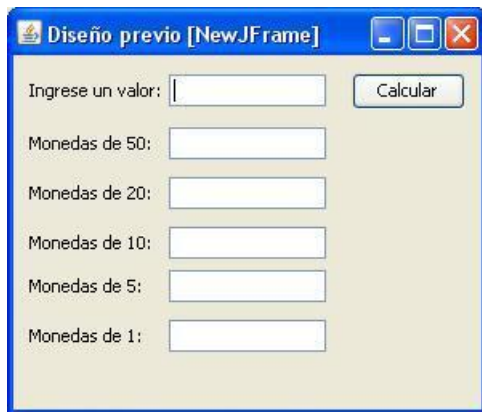 Diseño previo [NewJFrame]
Ingrese un valor: Calcular
Monedas de 50:
Monedas de 20:
Monedas de 10:
Monedas de 5:
Monedas de 1: